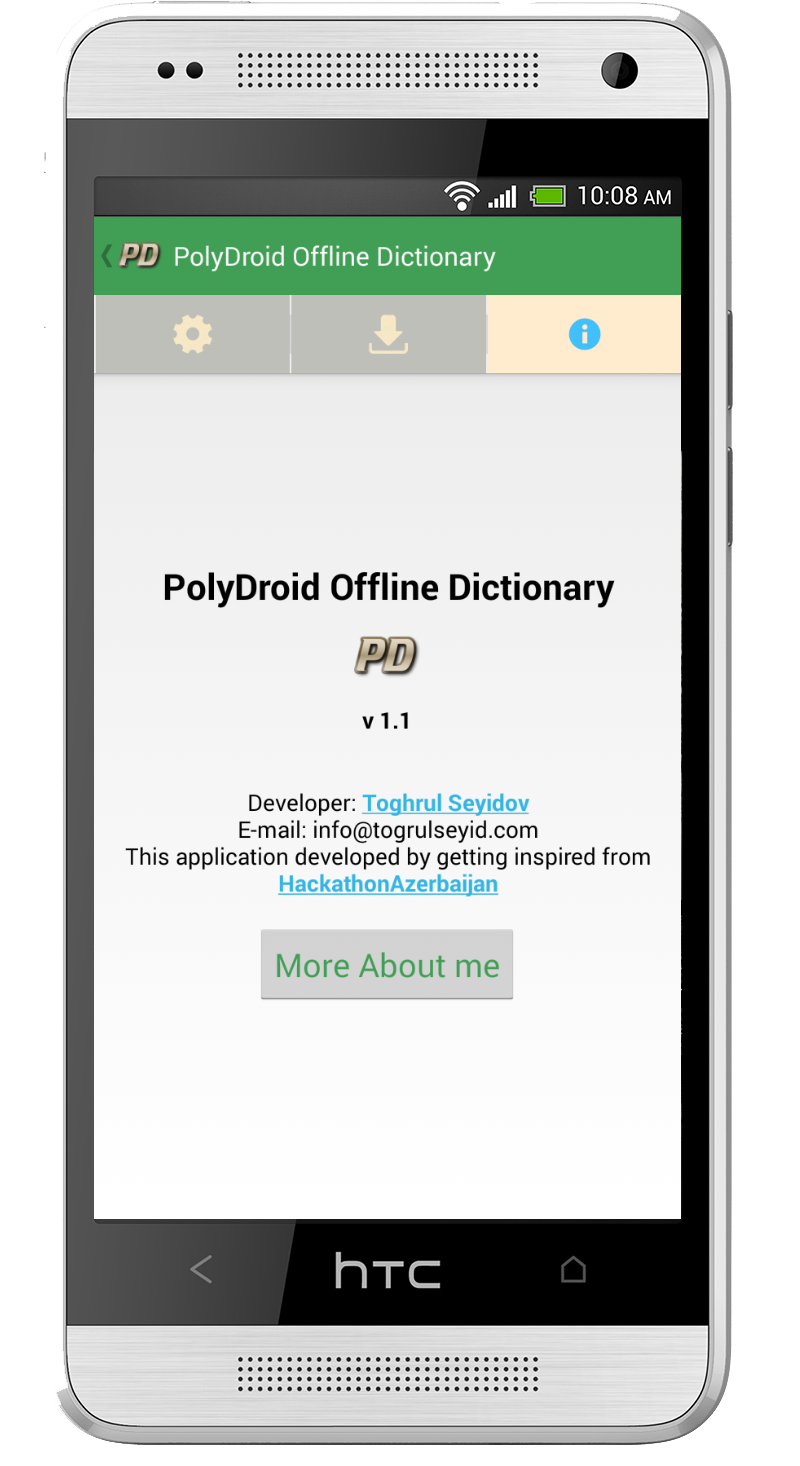 10:08 AM
PD PolyDroid Offline Dictionary
PolyDroid Offline Dictionary
PD
v 1.1
Developer: Toghrul Seyidov
E-mail: info@togrulseyid.com
This application developed by getting inspired from
HackathonAzerbaijan
More About me
hTC